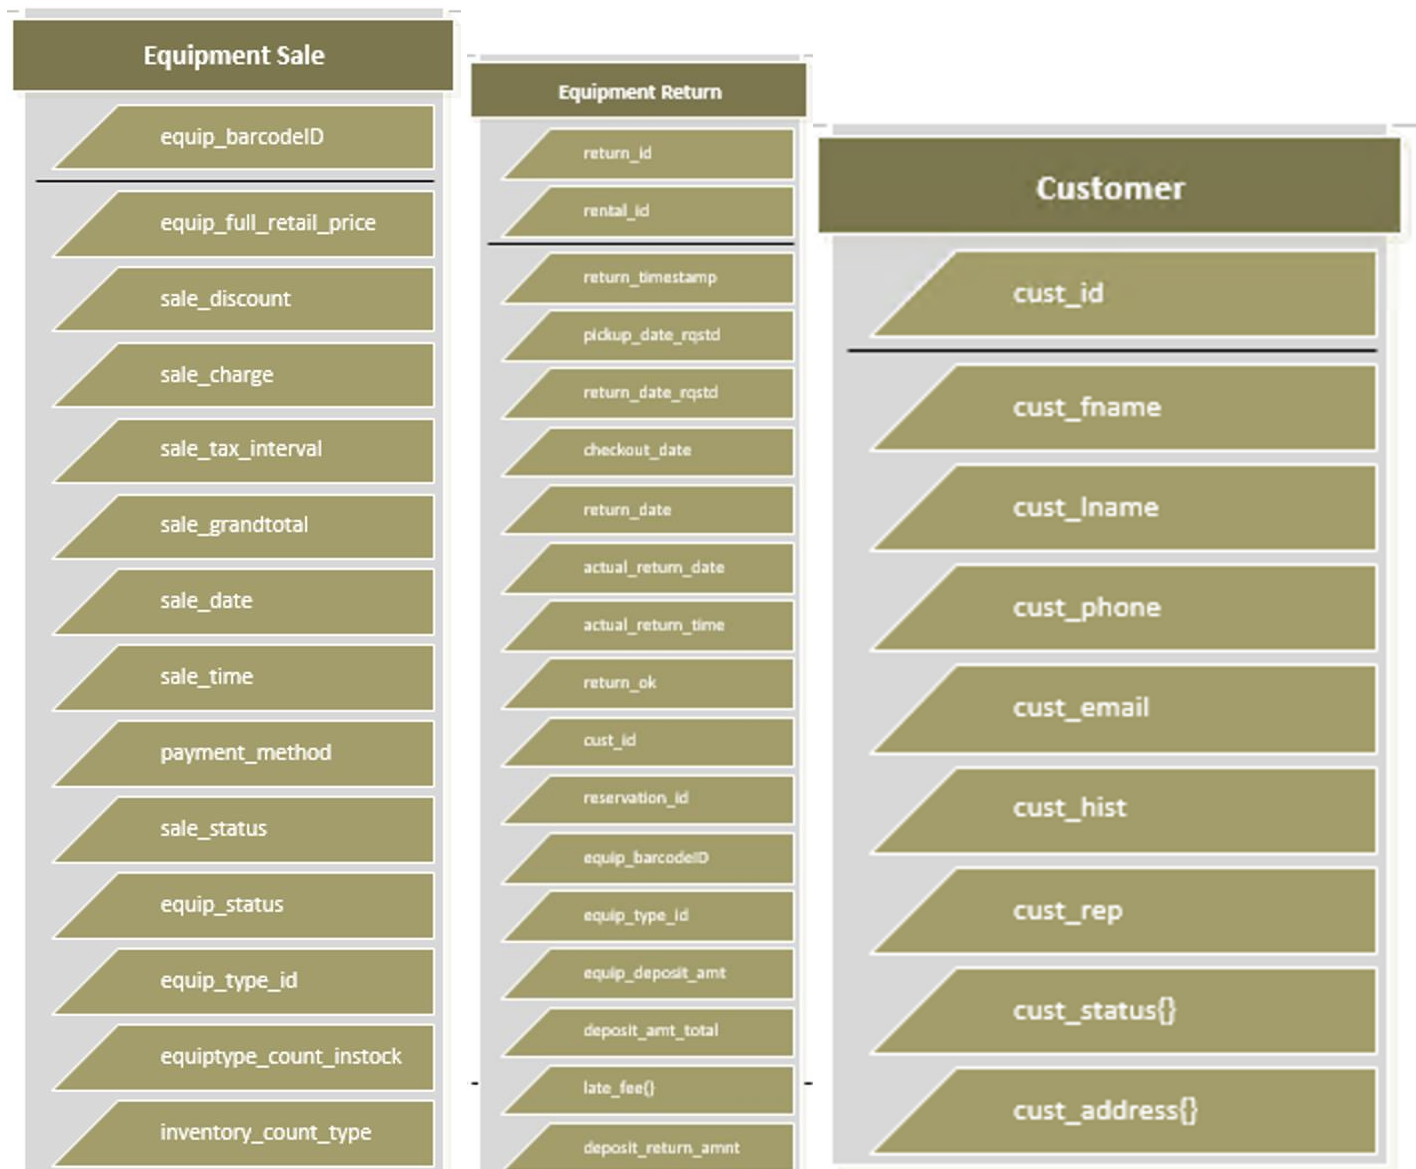 Equipment Sale
equip_barcodeID
equip_full_retail_price
sale_discount
sale_charge
sale_tax_interval
sale_grandtotal
sale_date
sale_time
payment_method
sale_status
equip_status
equip_type_id
equiptype_count_instock
inventory_count_type
Equipment Return
return_id
rental_id
return_timestamp
pickup_date_rqstd
return_date_rqstd
checkout_date
return_date
actual_return_date
actual_return_time
return_ok
cust_id
reservation_id
equip_barcodeID
equip_type_id
equip_deposit_amt
deposit_amt_total
late_fee{}
deposit_return_amnt
Customer
cust_id
cust_fname
cust_lname
cust_phone
cust_email
cust_hist
cust_rep
cust_status{}
cust_address{}